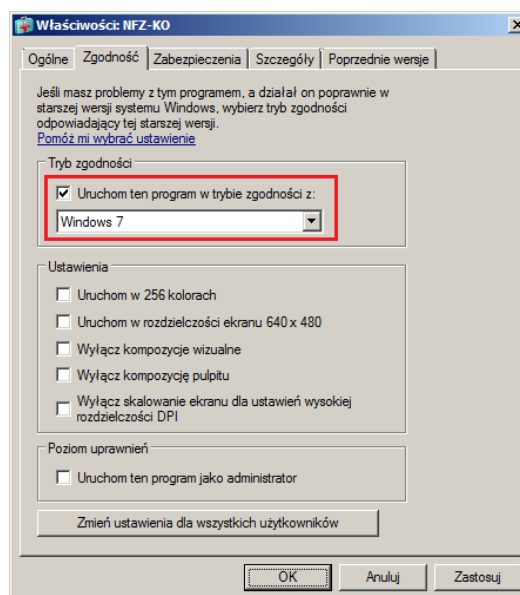 Właściwości: NFZ-KO
Ogólne Zgodność Zabezpieczenia Szczegóły Poprzednie wersje
Jeśli masz problemy z tym programem, a działał on poprawnie w
starszej wersji systemu Windows, wybierz tryb zgodności
odpowiadający tej starszej wersji.
Pomóż mi wybrać ustawienie
Tryb zgodności
Uruchom ten program w trybie zgodności z:
Windows 7
Ustawienia
Uruchom w 256 kolorach
Uruchom w rozdzielczości ekranu 640 x 480
Wyłącz kompozycje wizualne
Wyłącz kompozycję pulpitu
Wyłącz skalowanie ekranu dla ustawień wysokiej
rozdzielczości DPI
Poziom uprawnień
Uruchom ten program jako administrator
Zmień ustawienia dla wszystkich użytkowników
OK Anuluj Zastosuj